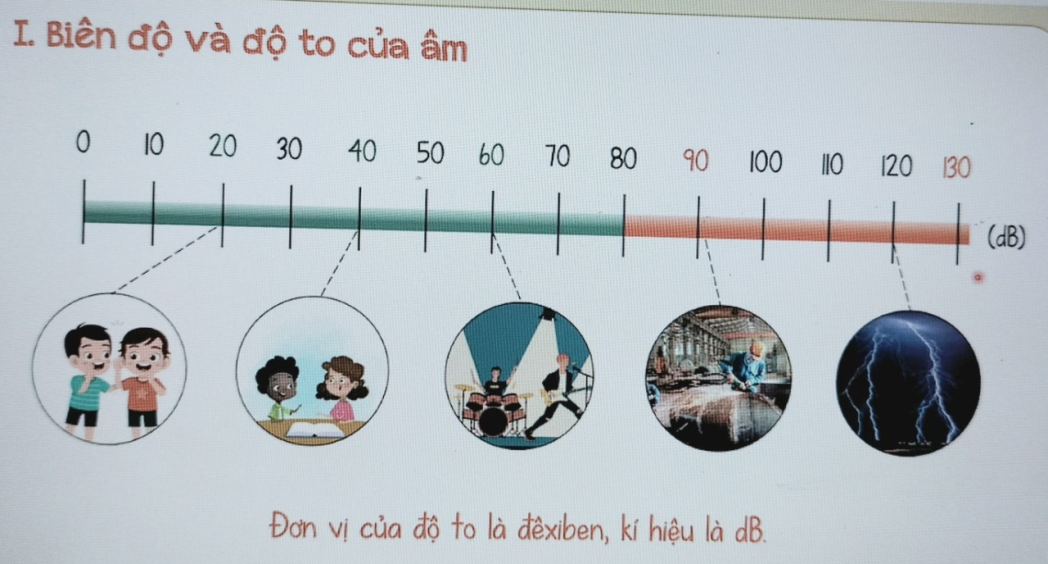 I. Biên độ và độ to của âm
0 10 20 30 40 50 60 70 80 90 100 110 120 130
(dB)
Đơn vị của độ to là đêxiben, kí hiệu là dB.